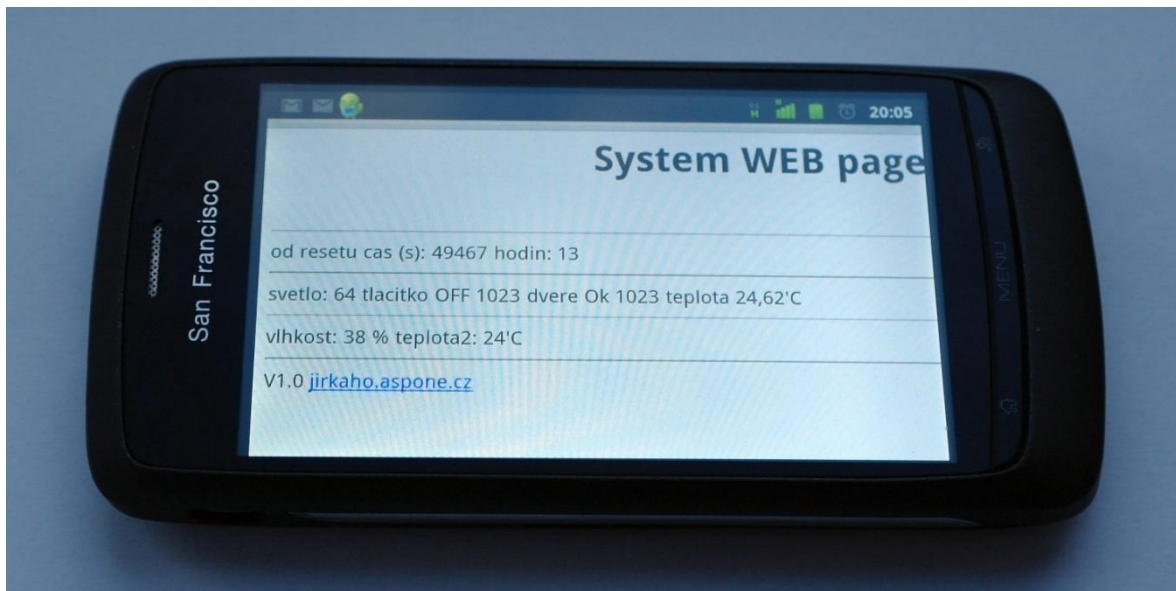 San Francisco
20:05
System WEB page
od resetu cas (s): 49467 hodin: 13
svetlo: 64 tlacitko OFF 1023 dvere Ok 1023 teplota 24,62'C
vlhkost: 38 % teplota2: 24'C
V1.0 jirkaho.aspone.cz
MENU